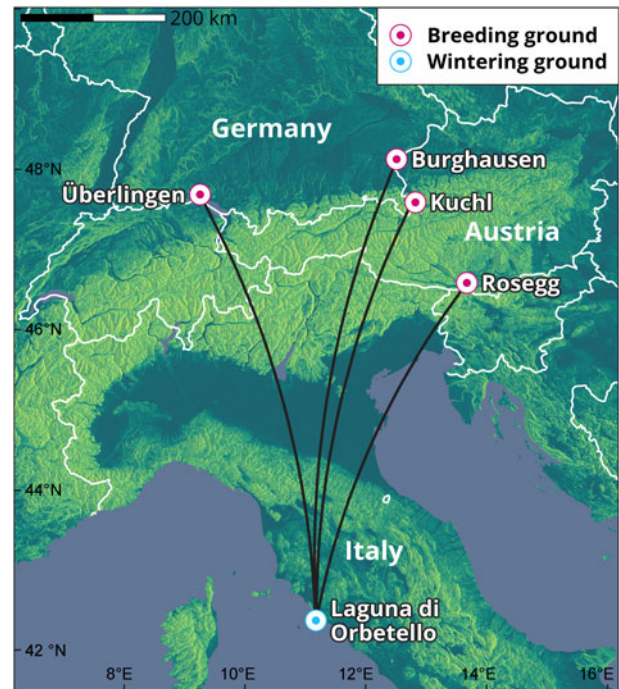 200 km
Breeding ground
Wintering ground
Germany
48°N
Burghausen
Überlingen
Kuchl
Austria
Rosegg
46°N
44°N
Italy
Laguna di
Orbetello
42°N
8°E
10°E
12°E
14°E
16°E